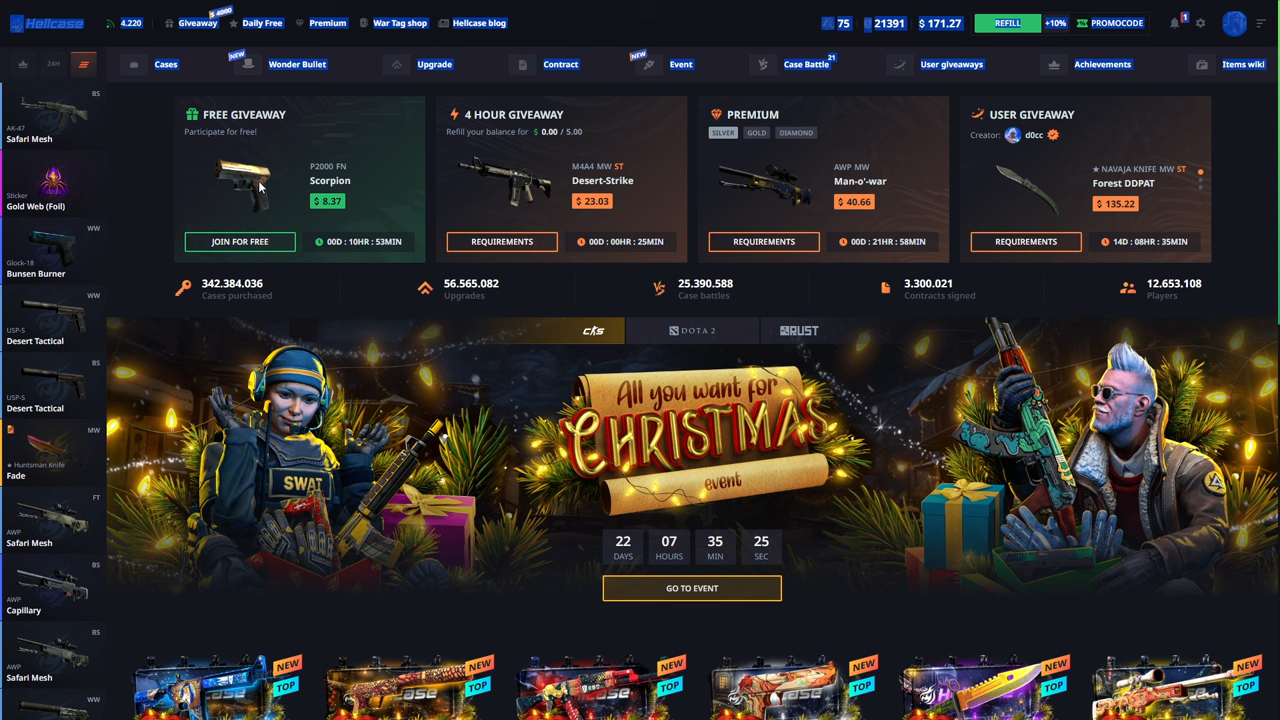 Hellcase
4.220
Giveaway
$ 4000
Daily Free
Premium
War Tag shop
Hellcase blog
75
21391
$ 171.27
REFILL
+10%
PROMOCODE
1
24H
Cases
NEW
Wonder Bullet
Upgrade
Contract
NEW
Event
Case Battle
21
User giveaways
Achievements
Items wiki
BS
AK-47
Safari Mesh
Sticker
Gold Web (Foil)
WW
Glock-18
Bunsen Burner
WW
USP-S
Desert Tactical
BS
USP-S
Desert Tactical
MW
★ Huntsman Knife
Fade
FT
AWP
Safari Mesh
BS
AWP
Capillary
BS
AWP
Safari Mesh
WW
FREE GIVEAWAY
Participate for free!
P2000 FN
Scorpion
$ 8.37
JOIN FOR FREE
00D : 10HR : 53MIN
4 HOUR GIVEAWAY
Refill your balance for $ 0.00 / 5.00
M4A4 MW ST
Desert-Strike
$ 23.03
REQUIREMENTS
00D : 00HR : 25MIN
PREMIUM
SILVER GOLD DIAMOND
AWP MW
Man-o'-war
$ 40.66
REQUIREMENTS
00D : 21HR : 58MIN
USER GIVEAWAY
Creator: d0cc
★ NAVAJA KNIFE MW ST
Forest DDPAT
$ 135.22
REQUIREMENTS
14D : 08HR : 35MIN
342.384.036
Cases purchased
56.565.082
Upgrades
25.390.588
Case battles
3.300.021
Contracts signed
12.653.108
Players
DOTA 2
RUST
SWAT
All you want for
CHRISTMAS
event
22
DAYS
07
HOURS
35
MIN
25
SEC
GO TO EVENT
NEW
TOP
NEW
TOP
NEW
TOP
NEW
TOP
NEW
TOP
NEW
TOP